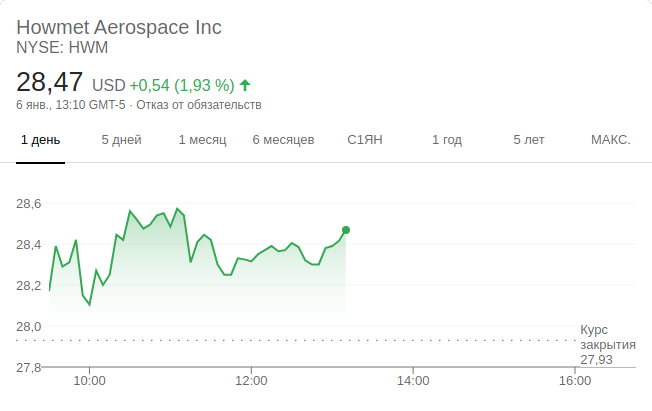 Howmet Aerospace Inc
NYSE: HWM
28,47 USD +0,54 (1,93 %)
6 янв., 13:10 GMT-5 · Отказ от обязательств
1 день 5 дней 1 месяц 6 месяцев С1ЯН 1 год 5 лет МАКС.
28,6
28,4
28,2
28,0
Курс
закрытия
27,93
27,8
10:00 12:00 14:00 16:00